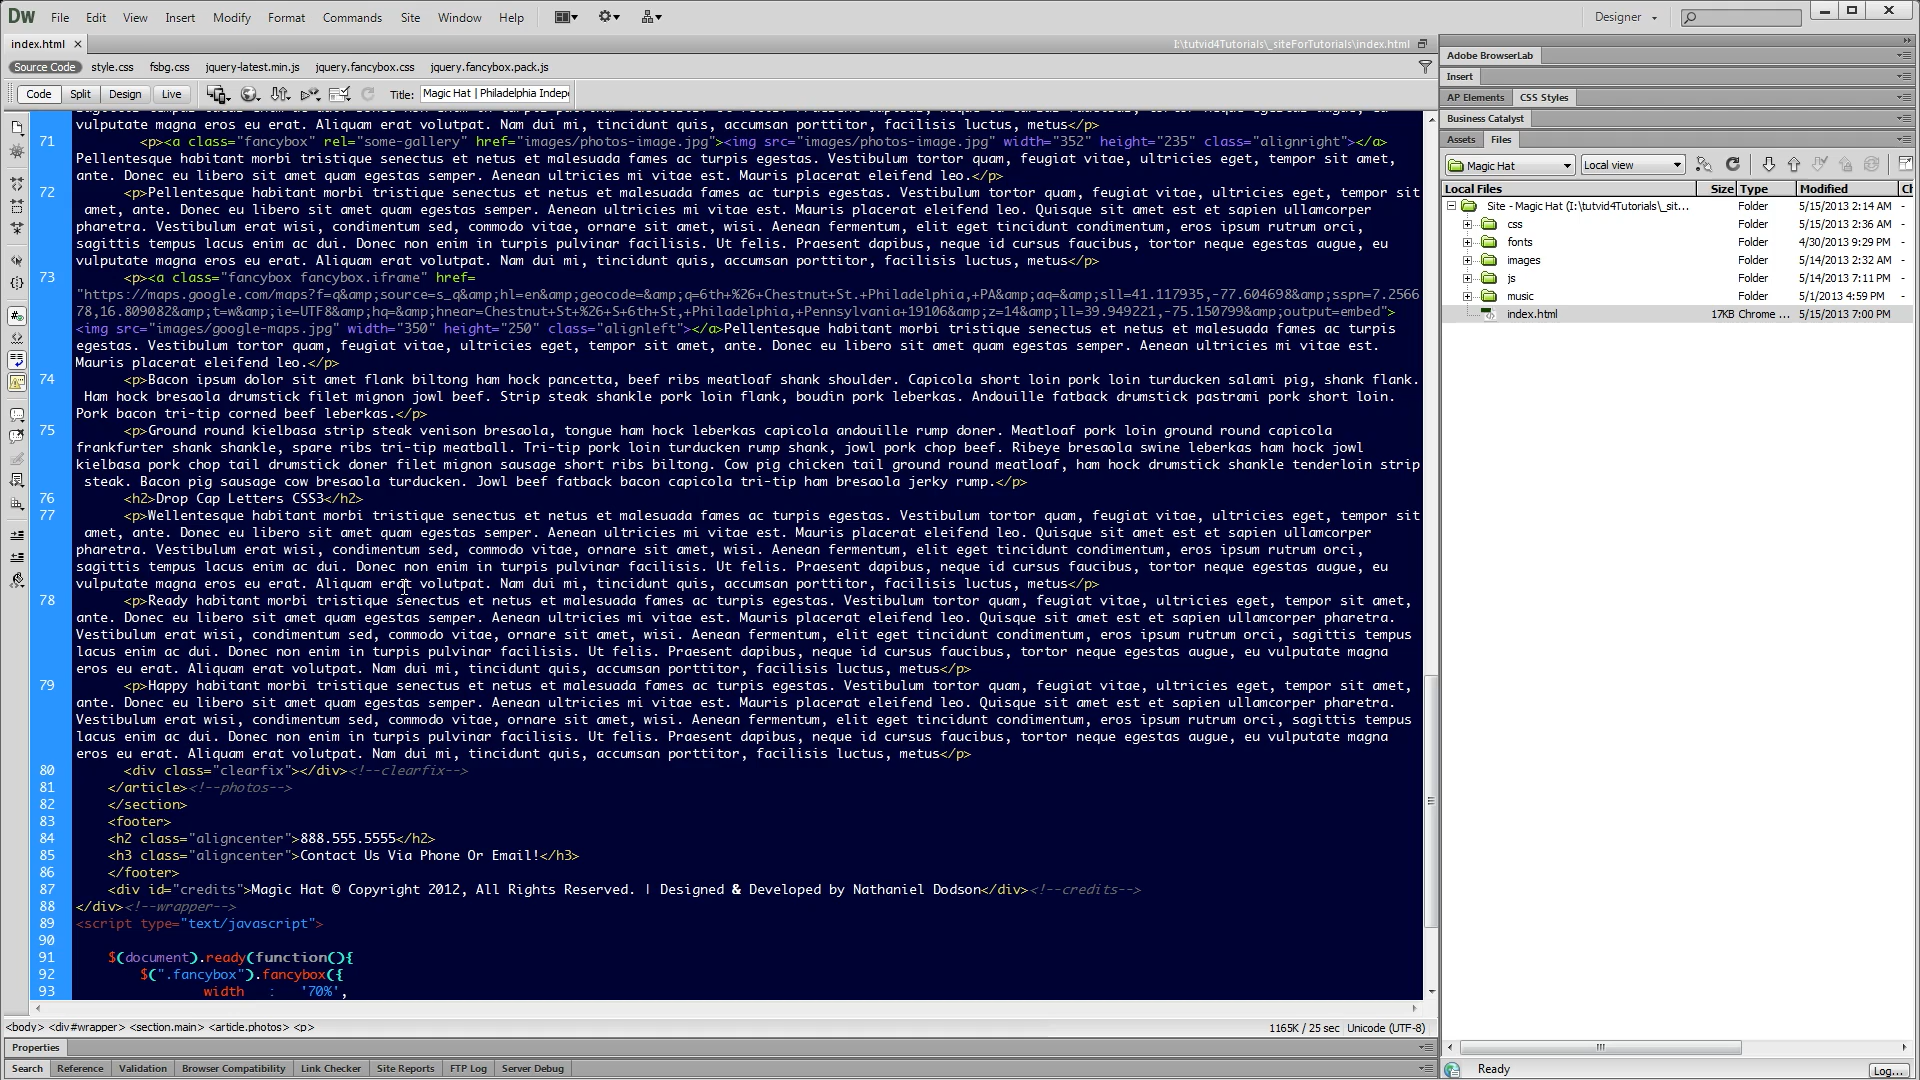 Dw File Edit View Insert Modify Format Commands Site Window Help Designer
index.html I:\tutvid4Tutorials\_siteForTutorials\index.html
Source Code style.css fsbg.css jquery-latest.min.js jquery.fancybox.css jquery.fancybox.pack.js
Code Split Design Live Title: Magic Hat | Philadelphia Indep
vulputate magna eros eu erat. Aliquam erat volutpat. Nam dui mi, tincidunt quis, accumsan porttitor, facilisis luctus, metus</p>
71 <p><a class="fancybox" rel="some-gallery" href="images/photos-image.jpg"><img src="images/photos-image.jpg" width="352" height="235" class="alignright"></a>
Pellentesque habitant morbi tristique senectus et netus et malesuada fames ac turpis egestas. Vestibulum tortor quam, feugiat vitae, ultricies eget, tempor sit amet,
ante. Donec eu libero sit amet quam egestas semper. Aenean ultricies mi vitae est. Mauris placerat eleifend leo.</p>
72 <p>Pellentesque habitant morbi tristique senectus et netus et malesuada fames ac turpis egestas. Vestibulum tortor quam, feugiat vitae, ultricies eget, tempor sit
amet, ante. Donec eu libero sit amet quam egestas semper. Aenean ultricies mi vitae est. Mauris placerat eleifend leo. Quisque sit amet est et sapien ullamcorper
pharetra. Vestibulum erat wisi, condimentum sed, commodo vitae, ornare sit amet, wisi. Aenean fermentum, elit eget tincidunt condimentum, eros ipsum rutrum orci,
sagittis tempus lacus enim ac dui. Donec non enim in turpis pulvinar facilisis. Ut felis. Praesent dapibus, neque id cursus faucibus, tortor neque egestas augue, eu
vulputate magna eros eu erat. Aliquam erat volutpat. Nam dui mi, tincidunt quis, accumsan porttitor, facilisis luctus, metus</p>
73 <p><a class="fancybox fancybox.iframe" href=
"https://maps.google.com/maps?f=q&amp;source=s_q&amp;hl=en&amp;geocode=&amp;q=6th+%26+Chestnut+St.+Philadelphia,+PA&amp;aq=&amp;sll=41.117935,-77.604698&amp;sspn=7.2566
78,16.809082&amp;t=w&amp;ie=UTF8&amp;hq=&amp;hnear=Chestnut+St+%26+S+6th+St,+Philadelphia,+Pennsylvania+19106&amp;z=14&amp;ll=39.949221,-75.150799&amp;output=embed">
<img src="images/google-maps.jpg" width="350" height="250" class="alignleft"></a>Pellentesque habitant morbi tristique senectus et netus et malesuada fames ac turpis
egestas. Vestibulum tortor quam, feugiat vitae, ultricies eget, tempor sit amet, ante. Donec eu libero sit amet quam egestas semper. Aenean ultricies mi vitae est.
Mauris placerat eleifend leo.</p>
74 <p>Bacon ipsum dolor sit amet flank biltong ham hock pancetta, beef ribs meatloaf shank shoulder. Capicola short loin pork loin turducken salami pig, shank flank.
Ham hock bresaola drumstick filet mignon jowl beef. Strip steak shankle pork loin flank, boudin pork leberkas. Andouille fatback drumstick pastrami pork short loin.
Pork bacon tri-tip corned beef leberkas.</p>
75 <p>Ground round kielbasa strip steak venison bresaola, tongue ham hock leberkas capicola andouille rump doner. Meatloaf pork loin ground round capicola
frankfurter shank shankle, spare ribs tri-tip meatball. Tri-tip pork loin turducken rump shank, jowl pork chop beef. Ribeye bresaola swine leberkas ham hock jowl
kielbasa pork chop tail drumstick doner filet mignon sausage short ribs biltong. Cow pig chicken tail ground round meatloaf, ham hock drumstick shankle tenderloin strip
steak. Bacon pig sausage cow bresaola turducken. Jowl beef fatback bacon capicola tri-tip ham bresaola jerky rump.</p>
76 <h2>Drop Cap Letters CSS3</h2>
77 <p>Wellentesque habitant morbi tristique senectus et netus et malesuada fames ac turpis egestas. Vestibulum tortor quam, feugiat vitae, ultricies eget, tempor sit
amet, ante. Donec eu libero sit amet quam egestas semper. Aenean ultricies mi vitae est. Mauris placerat eleifend leo. Quisque sit amet est et sapien ullamcorper
pharetra. Vestibulum erat wisi, condimentum sed, commodo vitae, ornare sit amet, wisi. Aenean fermentum, elit eget tincidunt condimentum, eros ipsum rutrum orci,
sagittis tempus lacus enim ac dui. Donec non enim in turpis pulvinar facilisis. Ut felis. Praesent dapibus, neque id cursus faucibus, tortor neque egestas augue, eu
vulputate magna eros eu erat. Aliquam erat volutpat. Nam dui mi, tincidunt quis, accumsan porttitor, facilisis luctus, metus</p>
78 <p>Ready habitant morbi tristique senectus et netus et malesuada fames ac turpis egestas. Vestibulum tortor quam, feugiat vitae, ultricies eget, tempor sit amet,
ante. Donec eu libero sit amet quam egestas semper. Aenean ultricies mi vitae est. Mauris placerat eleifend leo. Quisque sit amet est et sapien ullamcorper pharetra.
Vestibulum erat wisi, condimentum sed, commodo vitae, ornare sit amet, wisi. Aenean fermentum, elit eget tincidunt condimentum, eros ipsum rutrum orci, sagittis tempus
lacus enim ac dui. Donec non enim in turpis pulvinar facilisis. Ut felis. Praesent dapibus, neque id cursus faucibus, tortor neque egestas augue, eu vulputate magna
eros eu erat. Aliquam erat volutpat. Nam dui mi, tincidunt quis, accumsan porttitor, facilisis luctus, metus</p>
79 <p>Happy habitant morbi tristique senectus et netus et malesuada fames ac turpis egestas. Vestibulum tortor quam, feugiat vitae, ultricies eget, tempor sit amet,
ante. Donec eu libero sit amet quam egestas semper. Aenean ultricies mi vitae est. Mauris placerat eleifend leo. Quisque sit amet est et sapien ullamcorper pharetra.
Vestibulum erat wisi, condimentum sed, commodo vitae, ornare sit amet, wisi. Aenean fermentum, elit eget tincidunt condimentum, eros ipsum rutrum orci, sagittis tempus
lacus enim ac dui. Donec non enim in turpis pulvinar facilisis. Ut felis. Praesent dapibus, neque id cursus faucibus, tortor neque egestas augue, eu vulputate magna
eros eu erat. Aliquam erat volutpat. Nam dui mi, tincidunt quis, accumsan porttitor, facilisis luctus, metus</p>
80 <div class="clearfix"></div><!--clearfix-->
81 </article><!--photos-->
82 </section>
83 <footer>
84 <h2 class="aligncenter">888.555.5555</h2>
85 <h3 class="aligncenter">Contact Us Via Phone Or Email!</h3>
86 </footer>
87 <div id="credits">Magic Hat © Copyright 2012, All Rights Reserved. | Designed & Developed by Nathaniel Dodson</div><!--credits-->
88 </div><!--wrapper-->
89 <script type="text/javascript">
90
91 $(document).ready(function(){
92 $(".fancybox").fancybox({
93 width : '70%',
<body> <div#wrapper> <section.main> <article.photos> <p> 1165K / 25 sec Unicode (UTF-8)
Properties
Search Reference Validation Browser Compatibility Link Checker Site Reports FTP Log Server Debug
Adobe BrowserLab
Insert
AP Elements CSS Styles
Business Catalyst
Assets Files
Magic Hat Local view
Local Files Size Type Modified Cl
Site - Magic Hat (I:\tutvid4Tutorials\_sit... Folder 5/15/2013 2:14 AM -
css Folder 5/15/2013 2:36 AM -
fonts Folder 4/30/2013 9:29 PM -
images Folder 5/14/2013 2:32 AM -
js Folder 5/14/2013 7:11 PM -
music Folder 5/1/2013 4:59 PM -
index.html 17KB Chrome ... 5/15/2013 7:00 PM -
Ready Log...